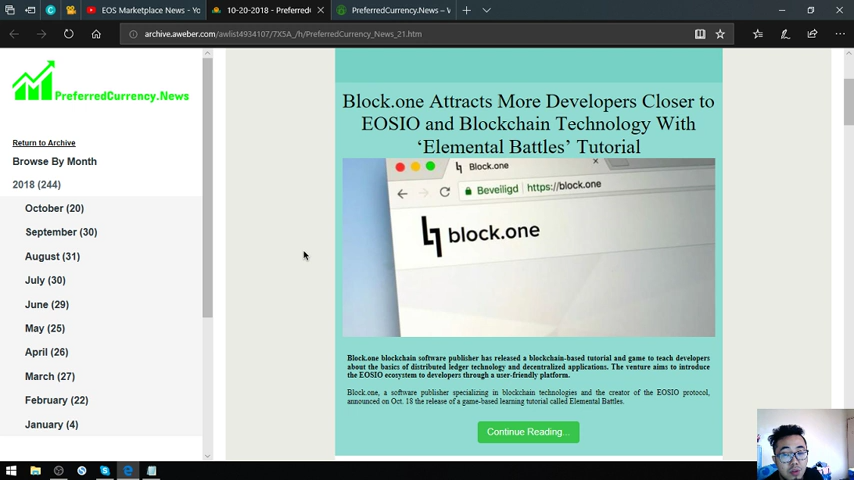 EOS Marketplace News - Yo
10-20-2018 - Preferred
PreferredCurrency.News – V
archive.aweber.com/awlist4934107/7X5A_/h/PreferredCurrency_News_21.htm
PreferredCurrency.News
Return to Archive
Browse By Month
2018 (244)
October (20)
September (30)
August (31)
July (30)
June (29)
May (25)
April (26)
March (27)
February (22)
January (4)
Block.one Attracts More Developers Closer to
EOSIO and Blockchain Technology With
‘Elemental Battles’ Tutorial
Block.one
Beveiligd https://block.one
block.one
Block.one blockchain software publisher has released a blockchain-based tutorial and game to teach developers
about the basics of distributed ledger technology and decentralized applications. The venture aims to introduce
the EOSIO ecosystem to developers through a user-friendly platform.
Block.one, a software publisher specializing in blockchain technologies and the creator of the EOSIO protocol,
announced on Oct. 18 the release of a game-based learning tutorial called Elemental Battles.
Continue Reading...